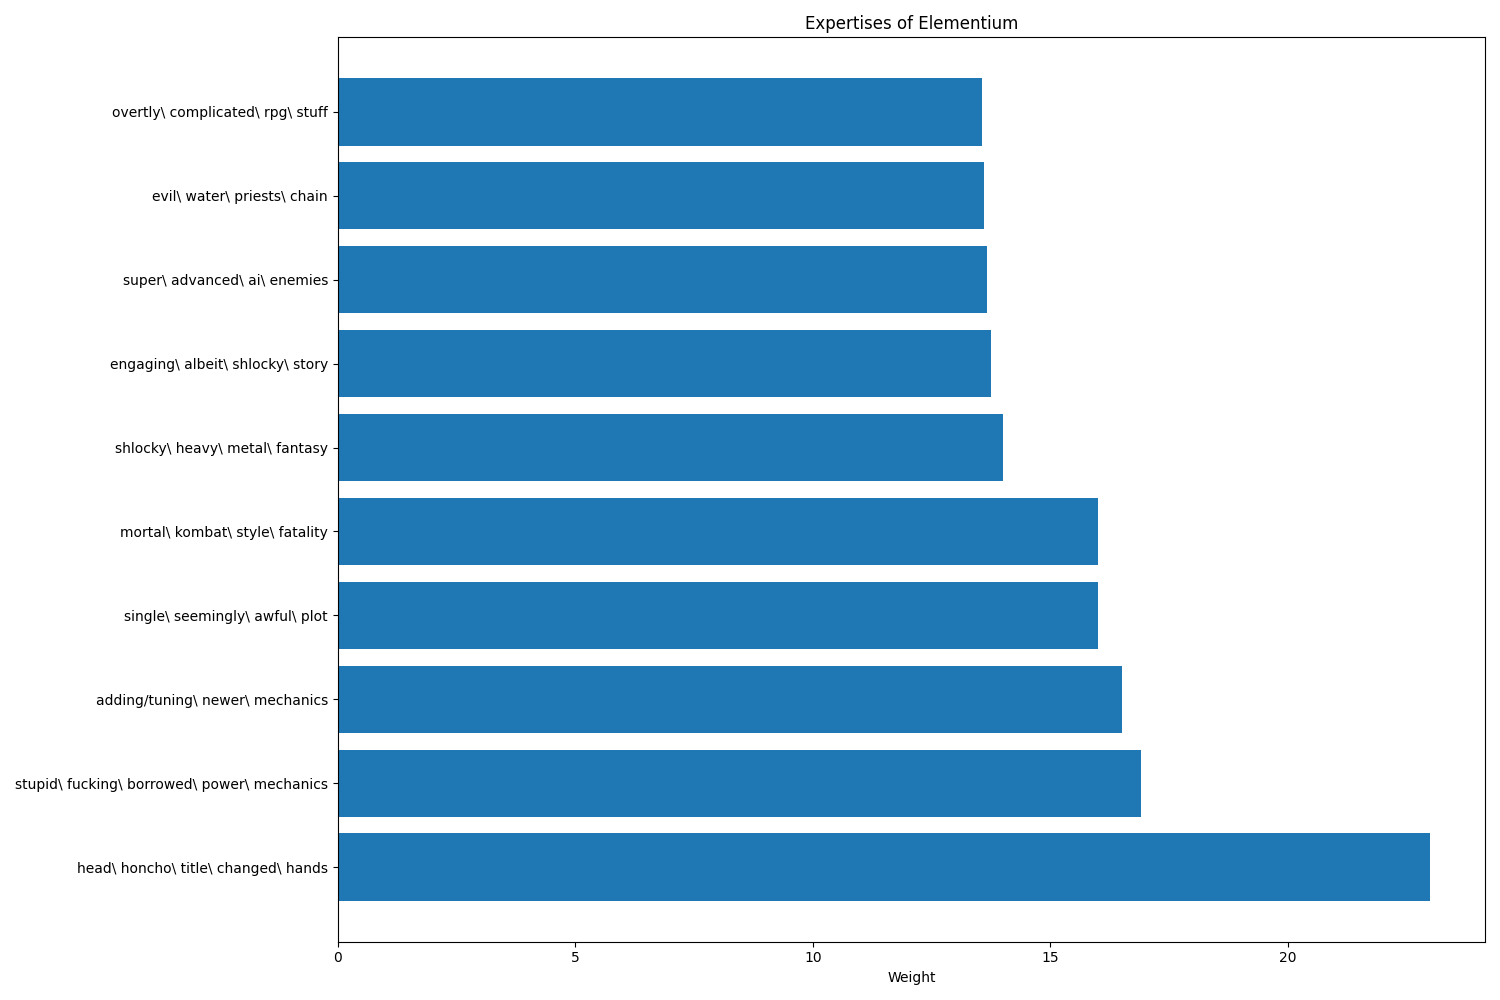 Expertises of Elementium
overtly\ complicated\ rpg\ stuff
evil\ water\ priests\ chain
super\ advanced\ ai\ enemies
engaging\ albeit\ shlocky\ story
shlocky\ heavy\ metal\ fantasy
mortal\ kombat\ style\ fatality
single\ seemingly\ awful\ plot
adding/tuning\ newer\ mechanics
stupid\ fucking\ borrowed\ power\ mechanics
head\ honcho\ title\ changed\ hands
0 5 10 15 20
Weight